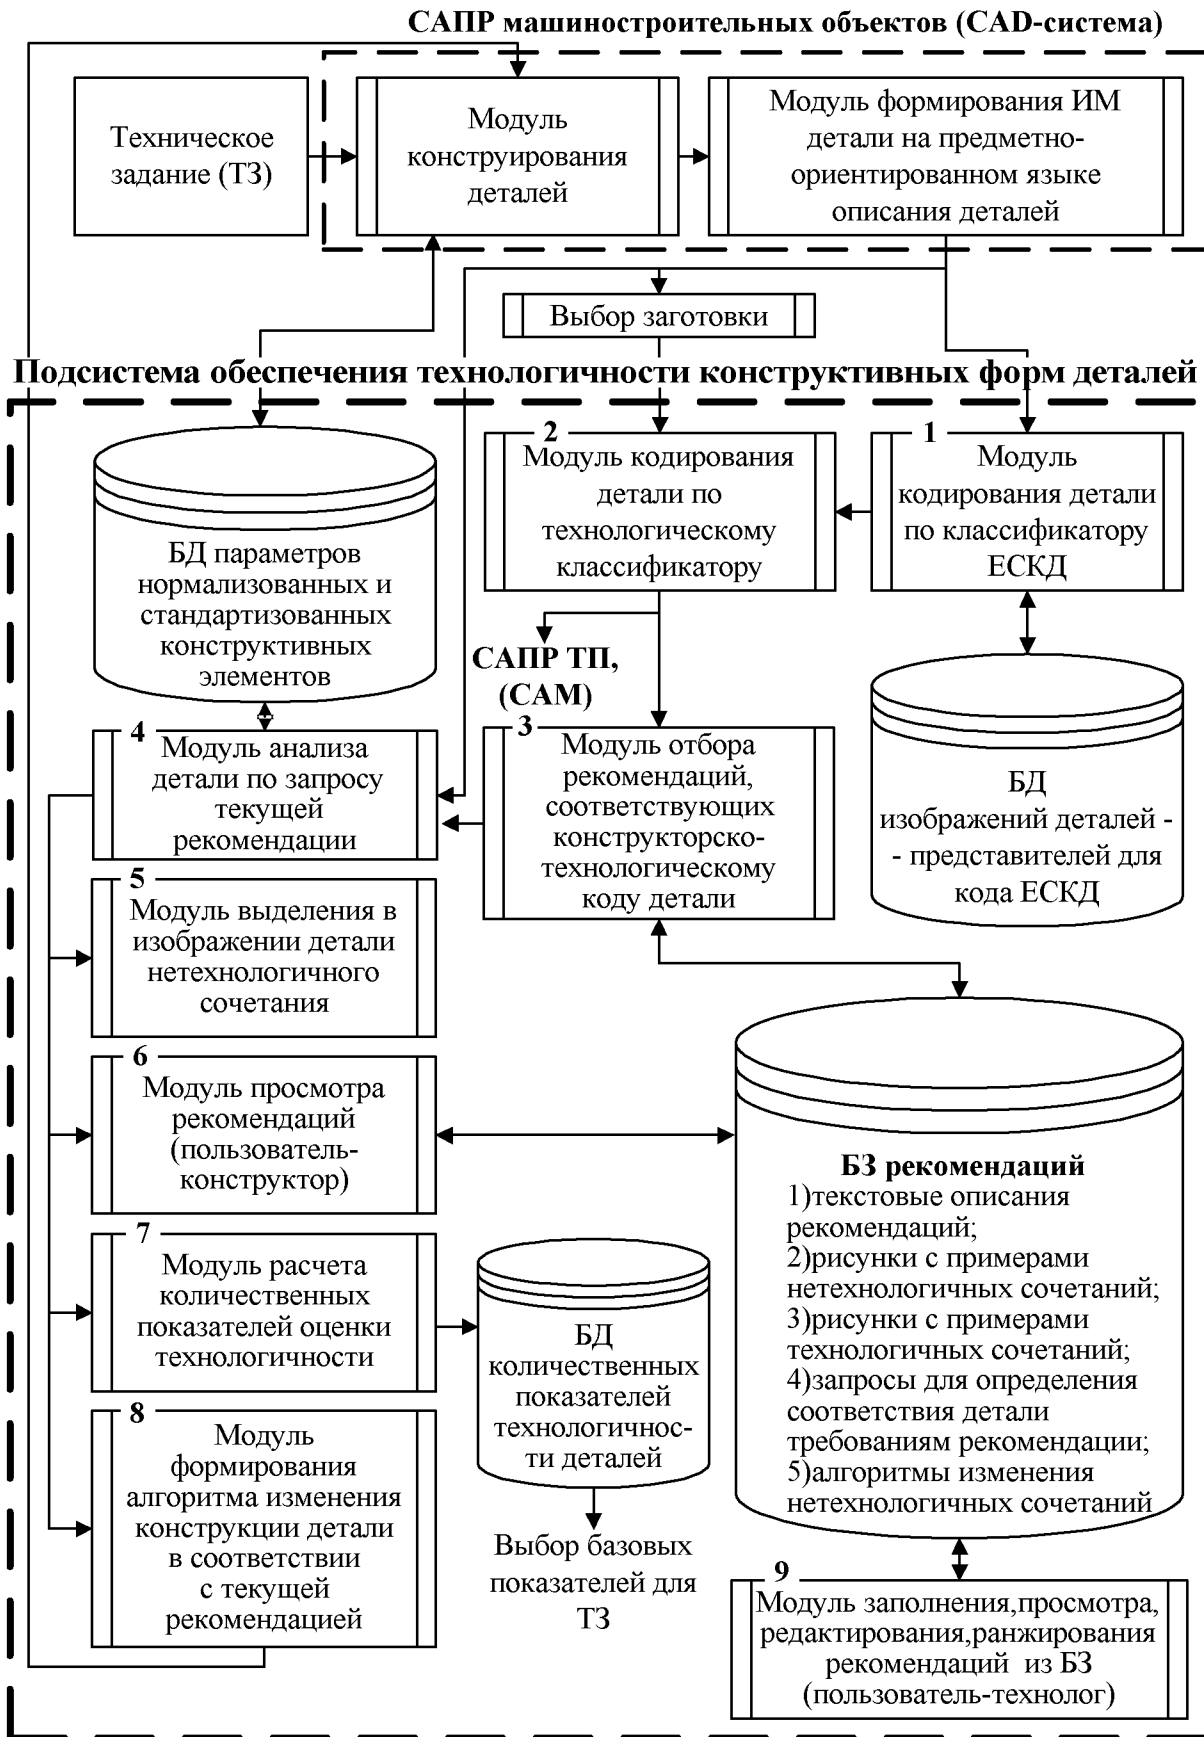 САПР машиностроительных объектов (CAD-система)
Техническое
задание (ТЗ)
Модуль
конструирования
деталей
Модуль формирования ИМ
детали на предметно-
ориентированном языке
описания деталей
Выбор заготовки
Подсистема обеспечения технологичности конструктивных форм деталей
БД параметров
нормализованных и
стандартизованных
конструктивных
элементов
2
Модуль кодирования
детали по
технологическому
классификатору
1
Модуль
кодирования детали
по классификатору
ЕСКД
САПР ТП,
(CAM)
БД
изображений деталей -
- представителей для
кода ЕСКД
4
Модуль анализа
детали по запросу
текущей
рекомендации
3
Модуль отбора
рекомендаций,
соответствующих
конструкторско-
технологическому
коду детали
5
Модуль выделения в
изображении детали
нетехнологичного
сочетания
6
Модуль просмотра
рекомендаций
(пользователь-
конструктор)
БЗ рекомендаций
1)текстовые описания
рекомендаций;
2)рисунки с примерами
нетехнологичных сочетаний;
3)рисунки с примерами
технологичных сочетаний;
4)запросы для определения
соответствия детали
требованиям рекомендации;
5)алгоритмы изменения
нетехнологичных сочетаний
7
Модуль расчета
количественных
показателей оценки
технологичности
БД
количественных
показателей
технологичнос-
ти деталей
8
Модуль
формирования
алгоритма изменения
конструкции детали
в соответствии
с текущей
рекомендацией
Выбор базовых
показателей для
ТЗ
9
Модуль заполнения,просмотра,
редактирования,ранжирования
рекомендаций из БЗ
(пользователь-технолог)